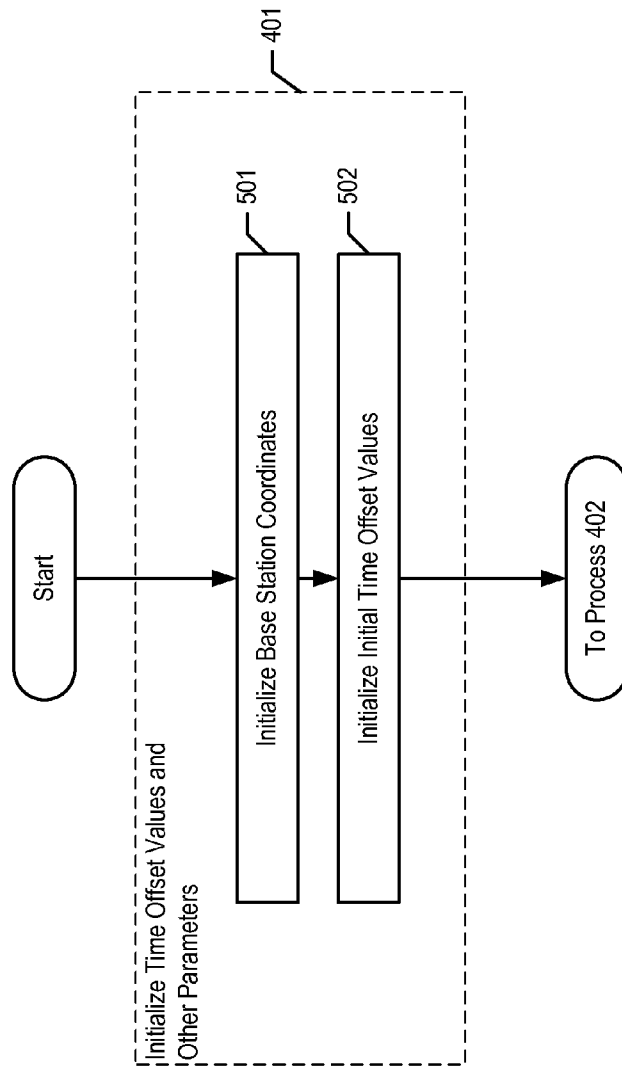 Start
401
Initialize Time Offset Values and
Other Parameters
501
Initialize Base Station Coordinates
502
Initialize Initial Time Offset Values
To Process 402